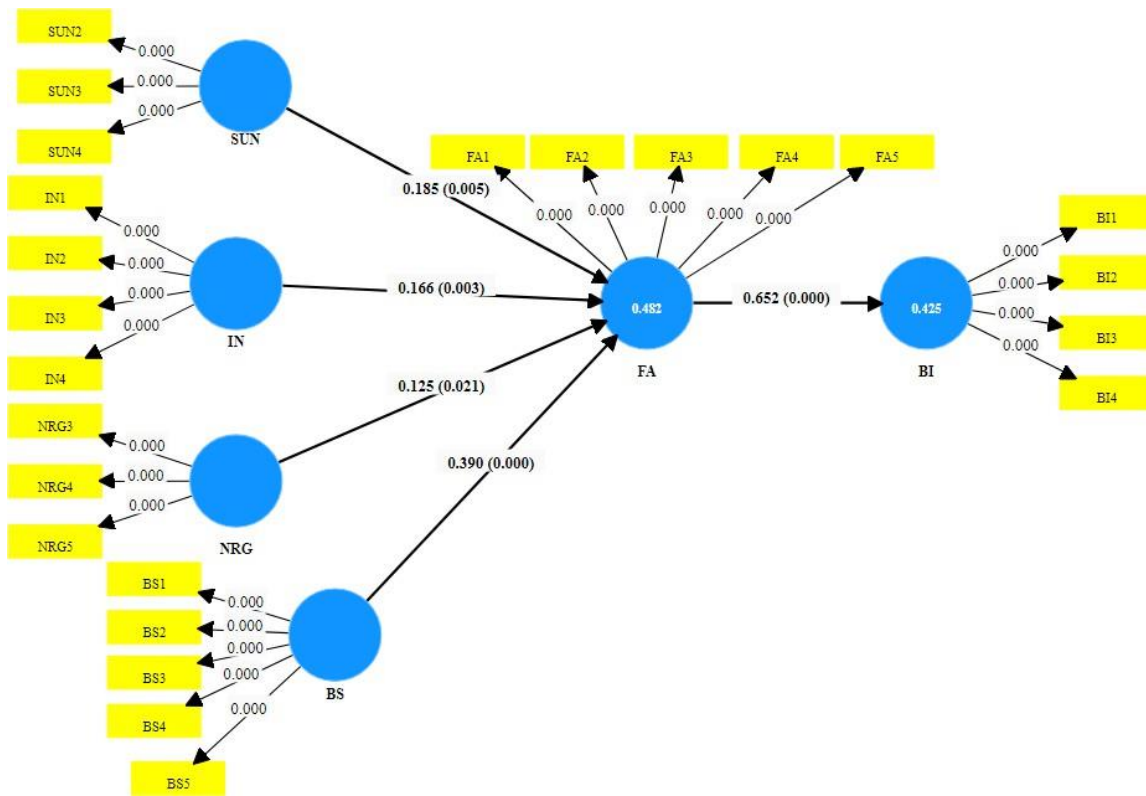 SUN2
0.000
SUN3
0.000
SUN4
0.000
SUN
IN1
0.000
IN2
0.000
IN3
0.000
IN4
0.000
IN
NRG3
0.000
NRG4
0.000
NRG5
0.000
NRG
BS1
0.000
BS2
0.000
BS3
0.000
BS4
0.000
BS5
0.000
BS
0.185 (0.005)
0.166 (0.003)
0.125 (0.021)
0.390 (0.000)
FA1
FA2
FA3
FA4
FA5
0.000
0.000
0.000
0.000
0.000
0.482
FA
0.652 (0.000)
0.425
BI
BI1
0.000
BI2
0.000
BI3
0.000
BI4
0.000